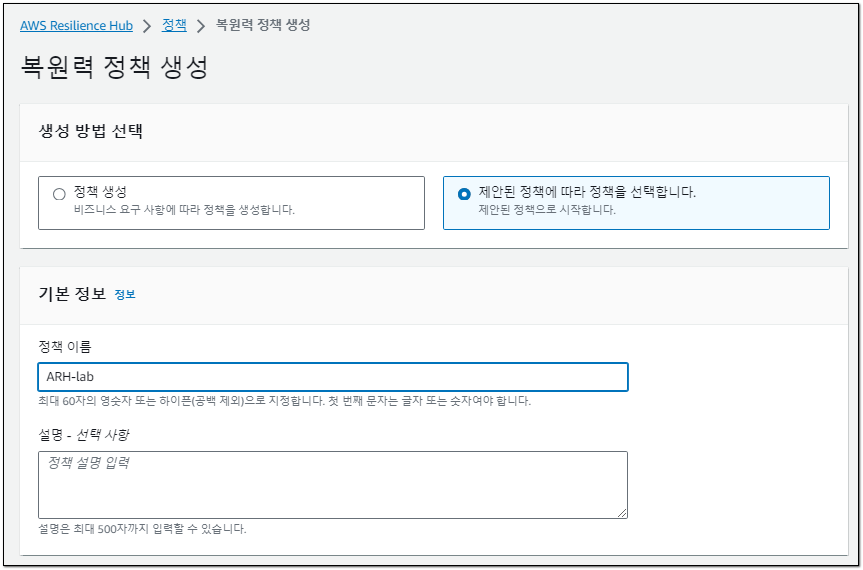 AWS Resilience Hub > 정책 > 복원력 정책 생성
복원력 정책 생성
생성 방법 선택
정책 생성
비즈니스 요구 사항에 따라 정책을 생성합니다.
제안된 정책에 따라 정책을 선택합니다.
제안된 정책으로 시작합니다.
기본 정보 정보
정책 이름
ARH-lab
최대 60자의 영숫자 또는 하이픈(공백 제외)으로 지정합니다. 첫 번째 문자는 글자 또는 숫자여야 합니다.
설명 - 선택 사항
정책 설명 입력
설명은 최대 500자까지 입력할 수 있습니다.